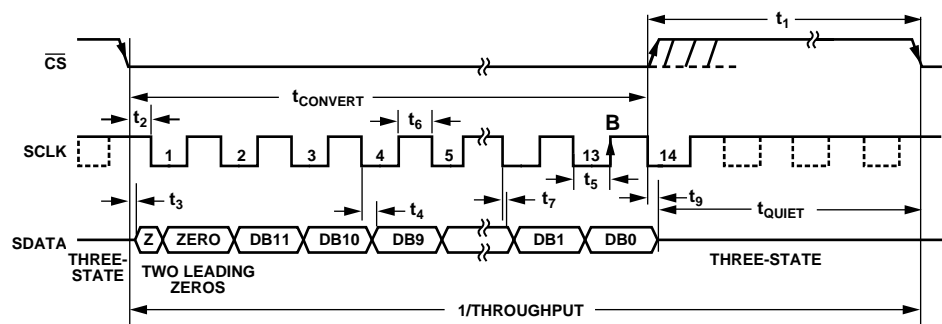 t1
CS
tCONVERT
t2
t6
B
SCLK
1 2 3 4 5 13 14
t3
t4
t7
t5
t9
tQUIET
SDATA
Z ZERO DB11 DB10 DB9 DB1 DB0
THREE-
STATE
TWO LEADING
ZEROS
THREE-STATE
1/THROUGHPUT